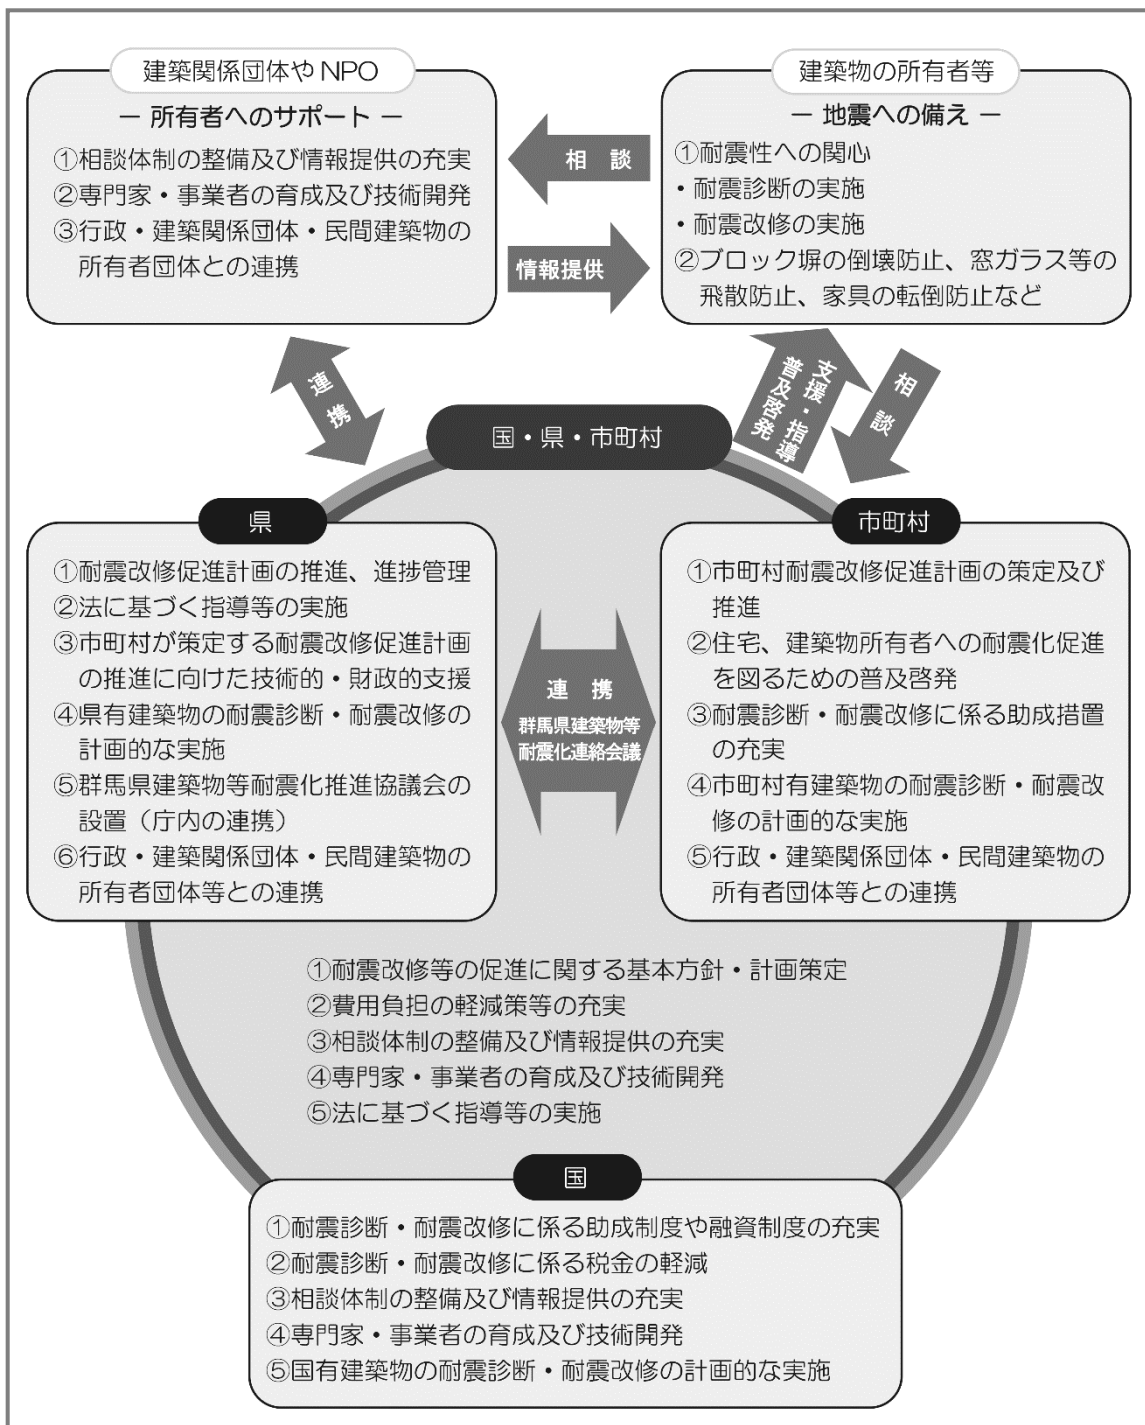 建築関係団体やNPO
― 所有者へのサポート ―
①相談体制の整備及び情報提供の充実
②専門家・事業者の育成及び技術開発
③行政・建築関係団体・民間建築物の
所有者団体との連携
相 談
情報提供
建築物の所有者等
― 地震への備え ―
①耐震性への関心
・耐震診断の実施
・耐震改修の実施
②ブロック塀の倒壊防止、窓ガラス等の
飛散防止、家具の転倒防止など
連 携
支援・指導
普及啓発
相 談
国・県・市町村
県
①耐震改修促進計画の推進、進捗管理
②法に基づく指導等の実施
③市町村が策定する耐震改修促進計画
の推進に向けた技術的・財政的支援
④県有建築物の耐震診断・耐震改修の
計画的な実施
⑤群馬県建築物等耐震化推進協議会の
設置（庁内の連携）
⑥行政・建築関係団体・民間建築物の
所有者団体等との連携
連 携
群馬県建築物等
耐震化連絡会議
市町村
①市町村耐震改修促進計画の策定及び
推進
②住宅、建築物所有者への耐震化促進
を図るための普及啓発
③耐震診断・耐震改修に係る助成措置
の充実
④市町村有建築物の耐震診断・耐震改
修の計画的な実施
⑤行政・建築関係団体・民間建築物の
所有者団体等との連携
①耐震改修等の促進に関する基本方針・計画策定
②費用負担の軽減策等の充実
③相談体制の整備及び情報提供の充実
④専門家・事業者の育成及び技術開発
⑤法に基づく指導等の実施
国
①耐震診断・耐震改修に係る助成制度や融資制度の充実
②耐震診断・耐震改修に係る税金の軽減
③相談体制の整備及び情報提供の充実
④専門家・事業者の育成及び技術開発
⑤国有建築物の耐震診断・耐震改修の計画的な実施